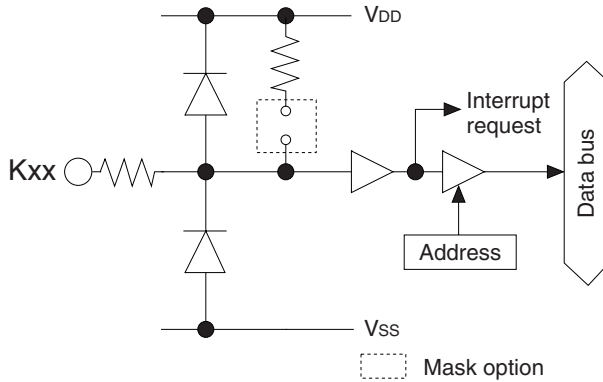 VDD
Interrupt
request
Kxx
Data bus
Address
VSS
Mask option